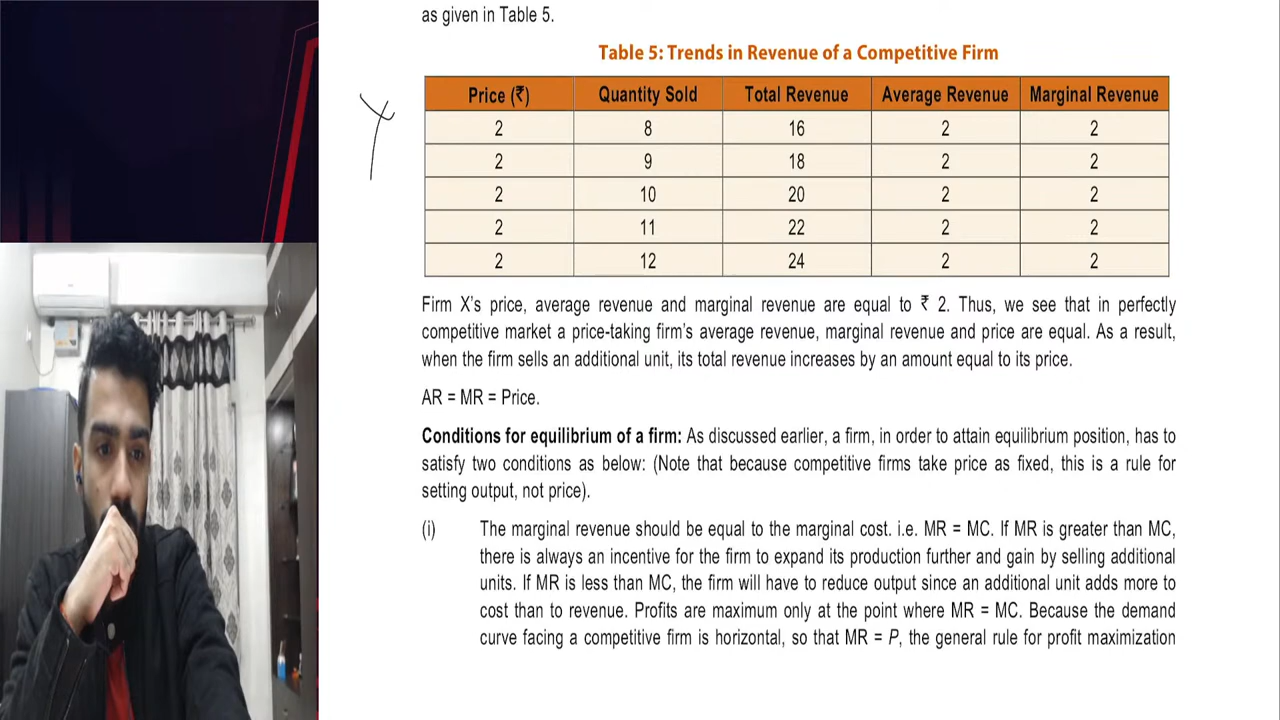 as given in Table 5.
Table 5: Trends in Revenue of a Competitive Firm
Price (₹) Quantity Sold Total Revenue Average Revenue Marginal Revenue
2 8 16 2 2
2 9 18 2 2
2 10 20 2 2
2 11 22 2 2
2 12 24 2 2
Firm X's price, average revenue and marginal revenue are equal to ₹ 2. Thus, we see that in perfectly
competitive market a price-taking firm's average revenue, marginal revenue and price are equal. As a result,
when the firm sells an additional unit, its total revenue increases by an amount equal to its price.
AR = MR = Price.
Conditions for equilibrium of a firm: As discussed earlier, a firm, in order to attain equilibrium position, has to
satisfy two conditions as below: (Note that because competitive firms take price as fixed, this is a rule for
setting output, not price).
(i) The marginal revenue should be equal to the marginal cost. i.e. MR = MC. If MR is greater than MC,
there is always an incentive for the firm to expand its production further and gain by selling additional
units. If MR is less than MC, the firm will have to reduce output since an additional unit adds more to
cost than to revenue. Profits are maximum only at the point where MR = MC. Because the demand
curve facing a competitive firm is horizontal, so that MR = P, the general rule for profit maximization